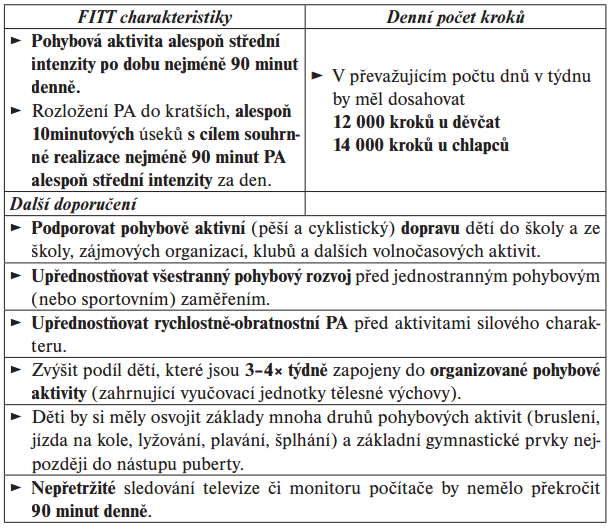 FITT charakteristiky
► Pohybová aktivita alespoň střední
intenzity po dobu nejméně 90 minut
denně.
► Rozložení PA do kratších, alespoň
10minutových úseků s cílem souhrn-
né realizace nejméně 90 minut PA
alespoň střední intenzity za den.
Denní počet kroků
► V převažujícím počtu dnů v týdnu
by měl dosahovat
12 000 kroků u děvčat
14 000 kroků u chlapců
Další doporučení
► Podporovat pohybově aktivní (pěší a cyklistický) dopravu dětí do školy a ze
školy, zájmových organizací, klubů a dalších volnočasových aktivit.
► Upřednostňovat všestranný pohybový rozvoj před jednostranným pohybovým
(nebo sportovním) zaměřením.
► Upřednostňovat rychlostně-obratnostní PA před aktivitami silového charak-
teru.
► Zvýšit podíl dětí, které jsou 3–4× týdně zapojeny do organizované pohybové
aktivity (zahrnující vyučovací jednotky tělesné výchovy).
► Děti by si měly osvojit základy mnoha druhů pohybových aktivit (bruslení,
jízda na kole, lyžování, plavání, šplhání) a základní gymnastické prvky nej-
později do nástupu puberty.
► Nepřetržité sledování televize či monitoru počítače by nemělo překročit
90 minut denně.